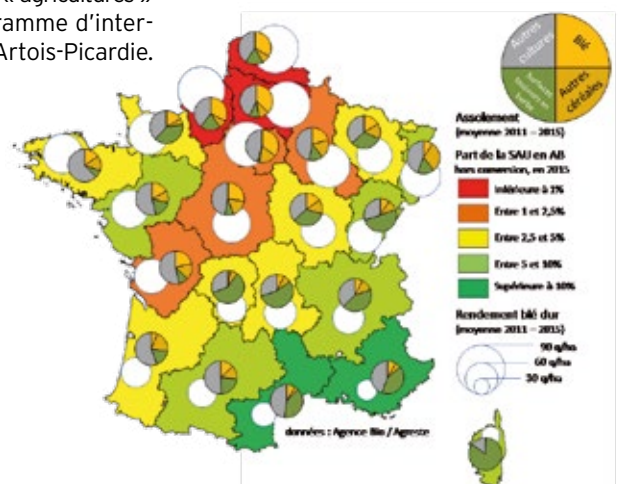 agricultures »
ramme d'inter-
Artois-Picardie.
Autres
cultures
Blé
Surfaces
toujours en
herbe
Autres
céréales
Assolement
(moyenne 2011 – 2015)
Part de la SAU en AB
hors conversion, en 2015
Inférieure à 1%
Entre 1 et 2,5%
Entre 2,5 et 5%
Entre 5 et 10%
Supérieure à 10%
Rendement blé dur
(moyenne 2011 – 2015)
90 q/ha
60 q/ha
30 q/ha
données : Agence Bio / Agreste